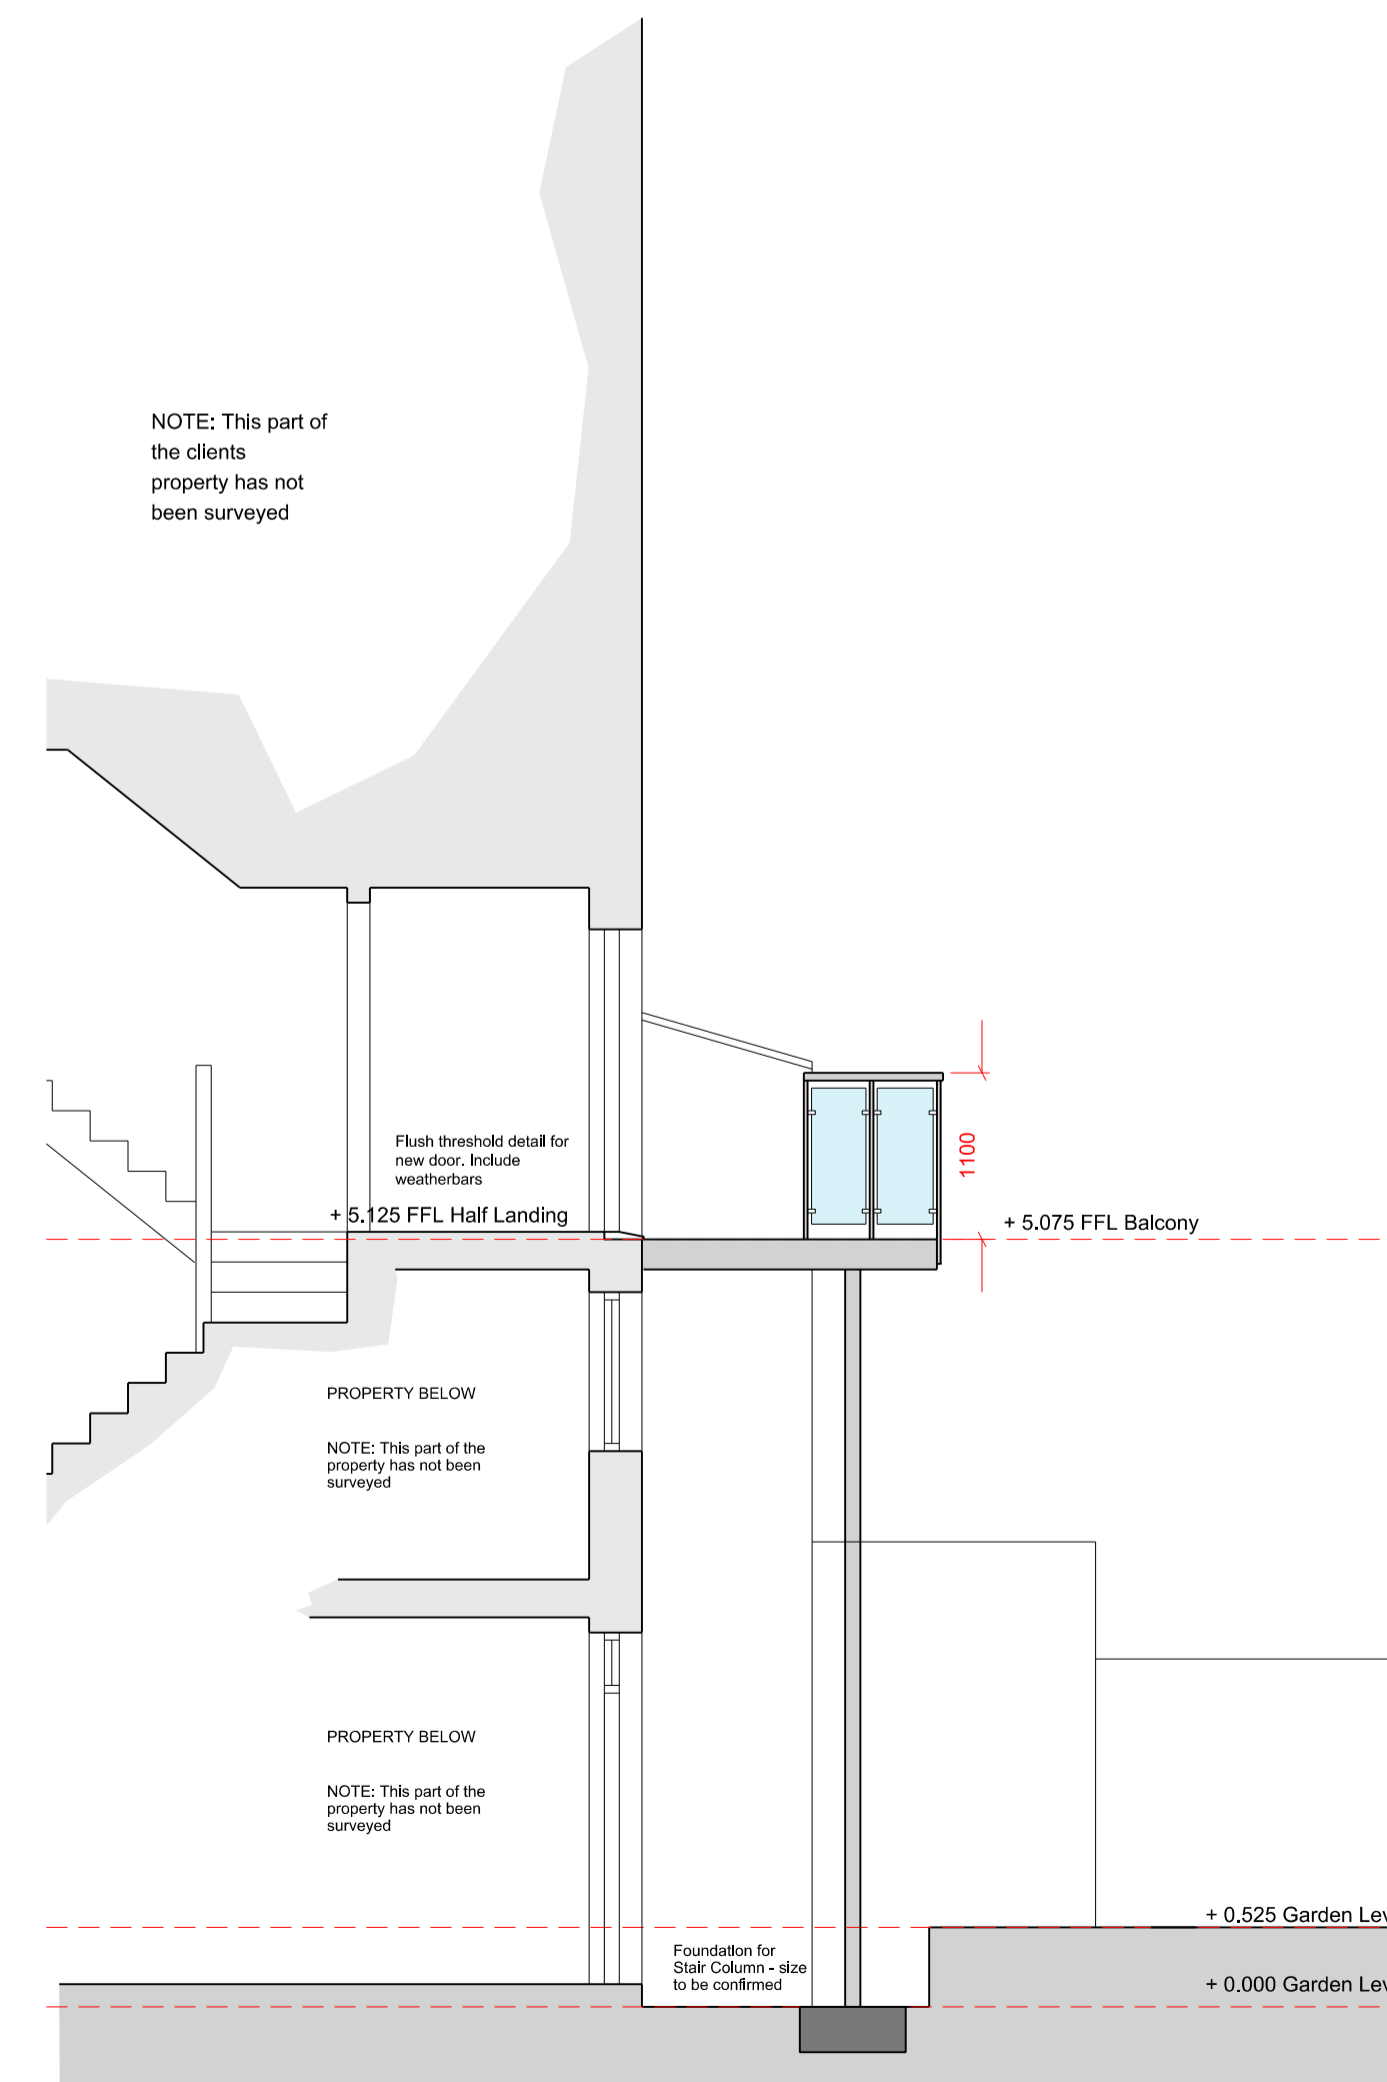 NOTE: This part of
the clients
property has not
been surveyed
Flush threshold detail for
new door. Include
weatherbars
+ 5.125 FFL Half Landing
1100
+ 5.075 FFL Balcony
PROPERTY BELOW
NOTE: This part of the
property has not been
surveyed
PROPERTY BELOW
NOTE: This part of the
property has not been
surveyed
+ 0.525 Garden Lev
Foundation for
Stair Column - size
to be confirmed
+ 0.000 Garden Lev